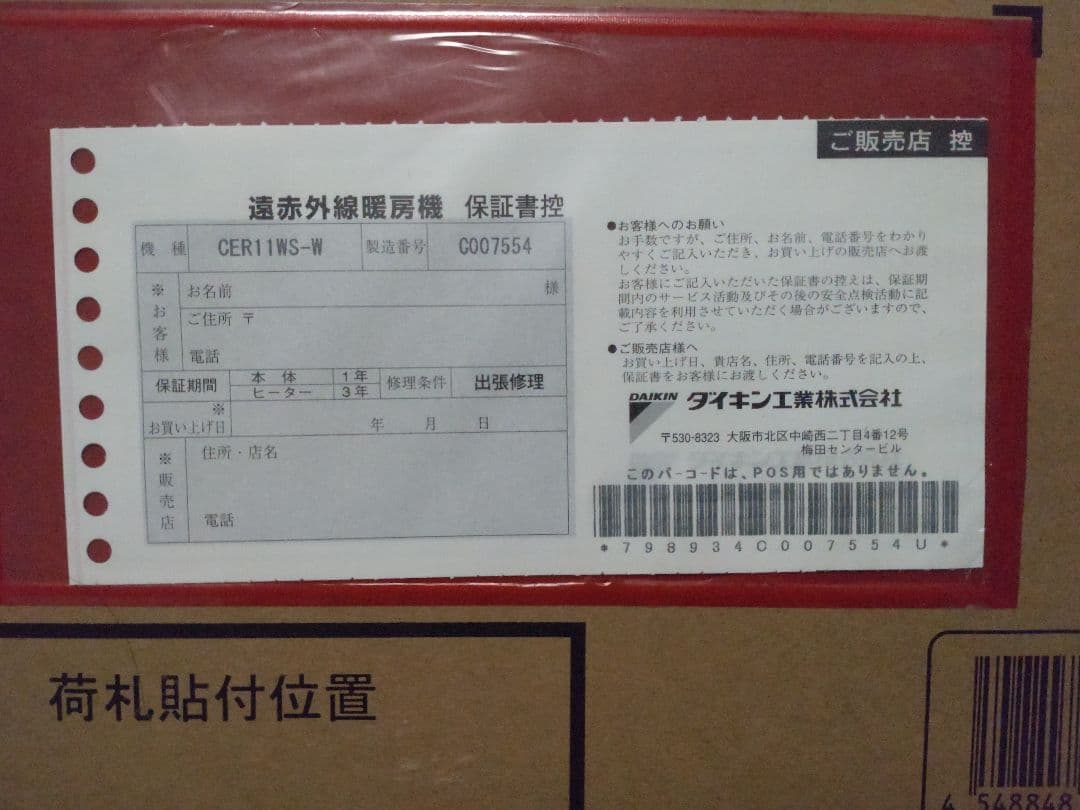 ご販売店 控
遠赤外線暖房機 保証書控
機種 CER11WS-W 製造番号 C007554
※お客様
お名前 様
ご住所 〒
電話
保証期間 本体 1年 修理条件 出張修理
ヒーター 3年
※お買い上げ日 年 月 日
※販売店
住所・店名
電話
●お客様へのお願い
お手数ですが、ご住所、お名前、電話番号をわかり
やすくご記入いただき、お買い上げの販売店へお渡
しください。
お客様にご記入いただいた保証書の控えは、保証期
間内のサービス活動及びその後の安全点検活動に記
載内容を利用させていただく場合がございますので、
ご了承ください。
●ご販売店様へ
お買い上げ日、貴店名、住所、電話番号を記入の上、
保証書をお客様にお渡しください。
DAIKIN ダイキン工業株式会社
〒530-8323 大阪市北区中崎西二丁目4番12号
梅田センタービル
このバーコードは、POS用ではありません。
*798934C007554U*
荷札貼付位置
4 548848